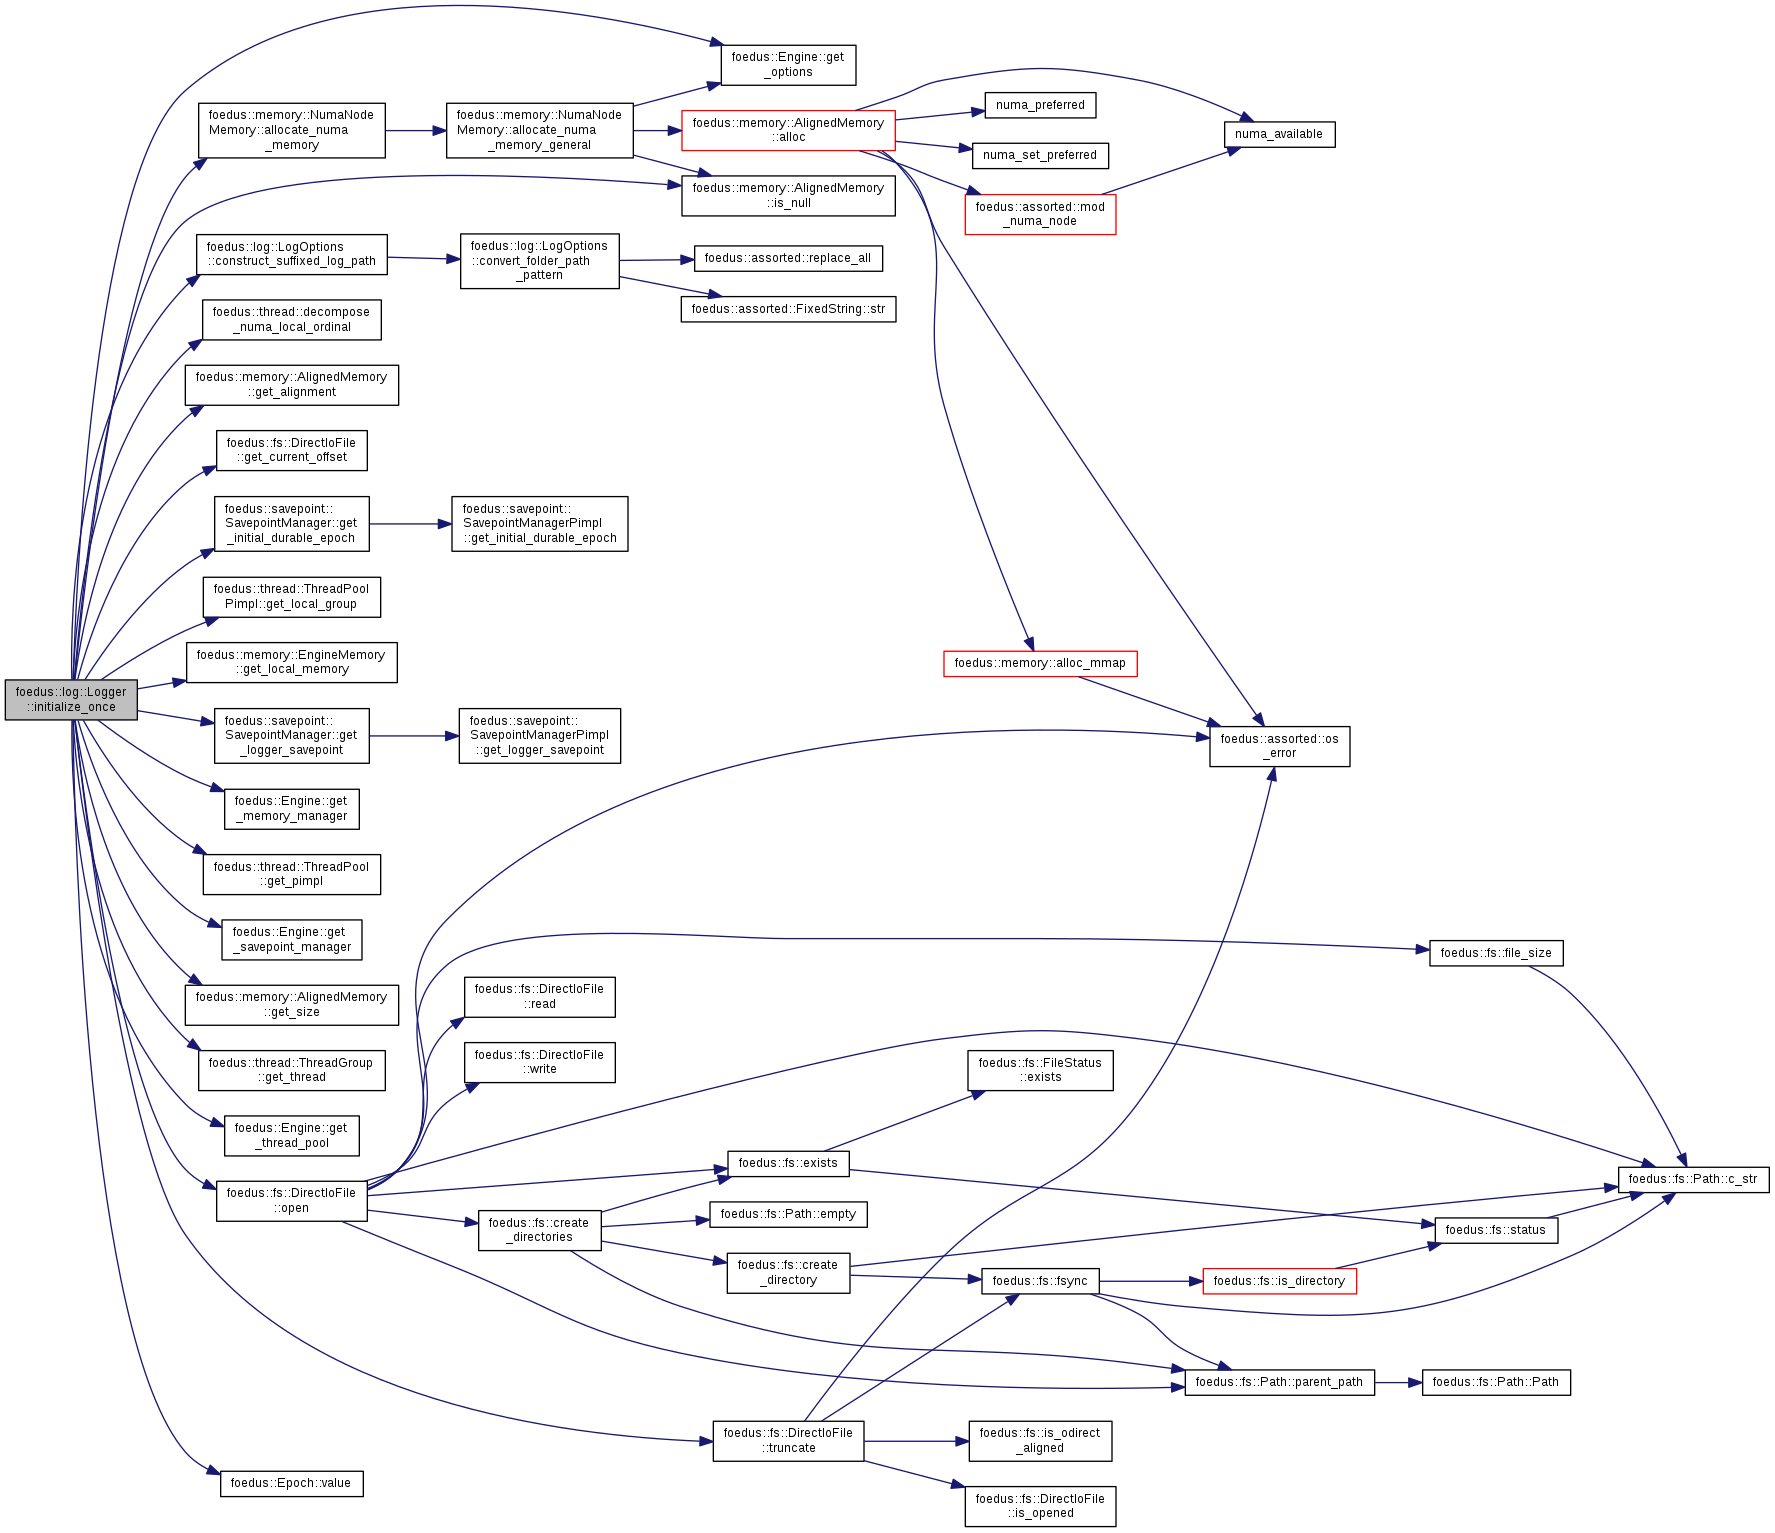 foedus::Engine::get
_options
foedus::memory::NumaNode
Memory::allocate_numa
_memory
foedus::memory::NumaNode
Memory::allocate_numa
_memory_general
foedus::memory::AlignedMemory
::alloc
numa_preferred
numa_available
numa_set_preferred
foedus::memory::AlignedMemory
::is_null
foedus::assorted::mod
_numa_node
foedus::log::LogOptions
::construct_suffixed_log_path
foedus::log::LogOptions
::convert_folder_path
_pattern
foedus::assorted::replace_all
foedus::assorted::FixedString::str
foedus::thread::decompose
_numa_local_ordinal
foedus::memory::AlignedMemory
::get_alignment
foedus::fs::DirectIoFile
::get_current_offset
foedus::savepoint::
SavepointManager::get
_initial_durable_epoch
foedus::savepoint::
SavepointManagerPimpl
::get_initial_durable_epoch
foedus::thread::ThreadPool
Pimpl::get_local_group
foedus::memory::EngineMemory
::get_local_memory
foedus::memory::alloc_mmap
foedus::log::Logger
::initialize_once
foedus::savepoint::
SavepointManager::get
_logger_savepoint
foedus::savepoint::
SavepointManagerPimpl
::get_logger_savepoint
foedus::assorted::os
_error
foedus::Engine::get
_memory_manager
foedus::thread::ThreadPool
::get_pimpl
foedus::Engine::get
_savepoint_manager
foedus::fs::file_size
foedus::memory::AlignedMemory
::get_size
foedus::fs::DirectIoFile
::read
foedus::thread::ThreadGroup
::get_thread
foedus::fs::DirectIoFile
::write
foedus::fs::FileStatus
::exists
foedus::Engine::get
_thread_pool
foedus::fs::exists
foedus::fs::Path::c_str
foedus::fs::DirectIoFile
::open
foedus::fs::create
_directories
foedus::fs::Path::empty
foedus::fs::status
foedus::fs::create
_directory
foedus::fs::fsync
foedus::fs::is_directory
foedus::fs::Path::parent_path
foedus::fs::Path::Path
foedus::fs::DirectIoFile
::truncate
foedus::fs::is_odirect
_aligned
foedus::Epoch::value
foedus::fs::DirectIoFile
::is_opened